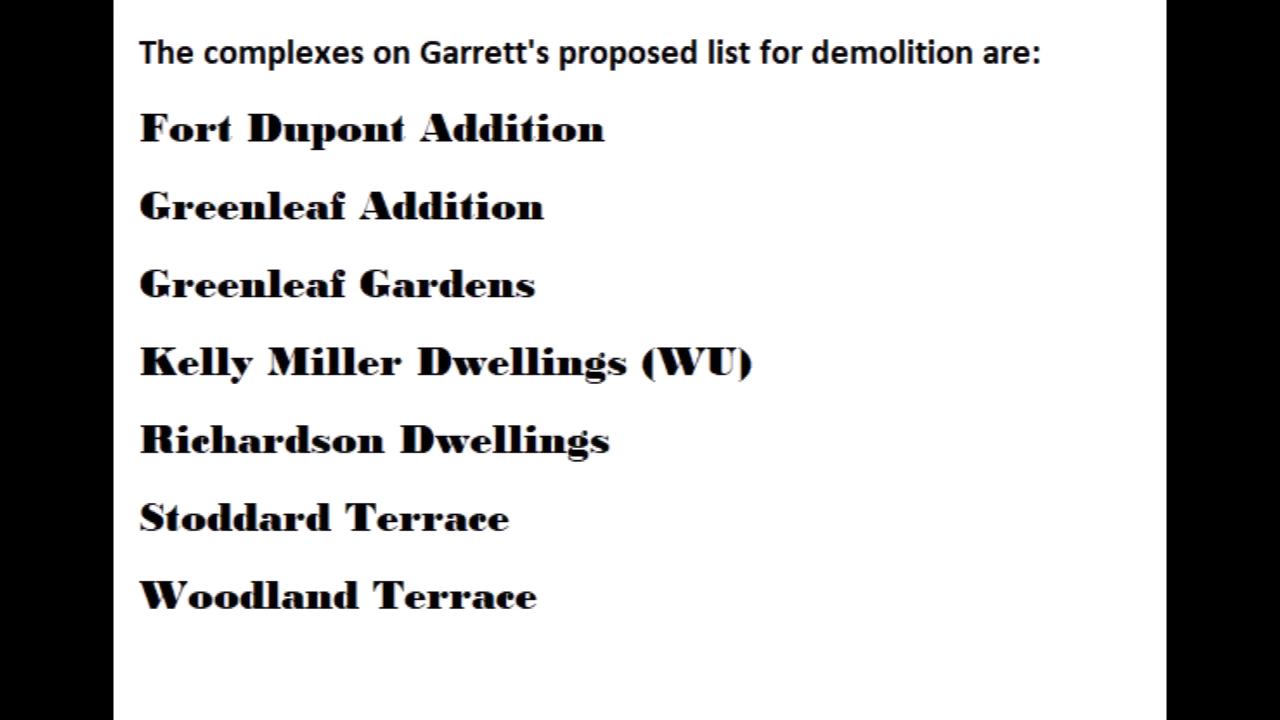 The complexes on Garrett's proposed list for demolition are:
Fort Dupont Addition
Greenleaf Addition
Greenleaf Gardens
Kelly Miller Dwellings (WU)
Richardson Dwellings
Stoddard Terrace
Woodland Terrace